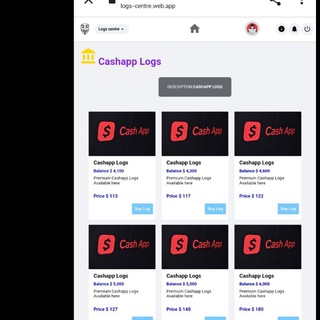 logs-centre.web.app
Logs-centre
Cashapp Logs
DESCRIPTION CASHAPP LOGS
Cash App
Cash App
Cash App
Cashapp Logs
Cashapp Logs
Cashapp Logs
Balance $ 4,100
Balance $ 4,300
Balance $ 4,600
Premium Cashapp Logs
Available here
Premium Cashapp Logs
Available here
Premium Cashapp Logs
Available here
Price $ 113
Price $ 117
Price $ 122
Buy Log
Buy Log
Buy Log
Cash App
Cash App
Cash App
Cashapp Logs
Cashapp Logs
Cashapp Logs
Balance $ 5,000
Balance $ 5,500
Balance $ 6,000
Premium Cashapp Logs
Available here
Premium Cashapp Logs
Available here
Premium Cashapp Logs
Available here
Price $ 127
Price $ 140
Price $ 180